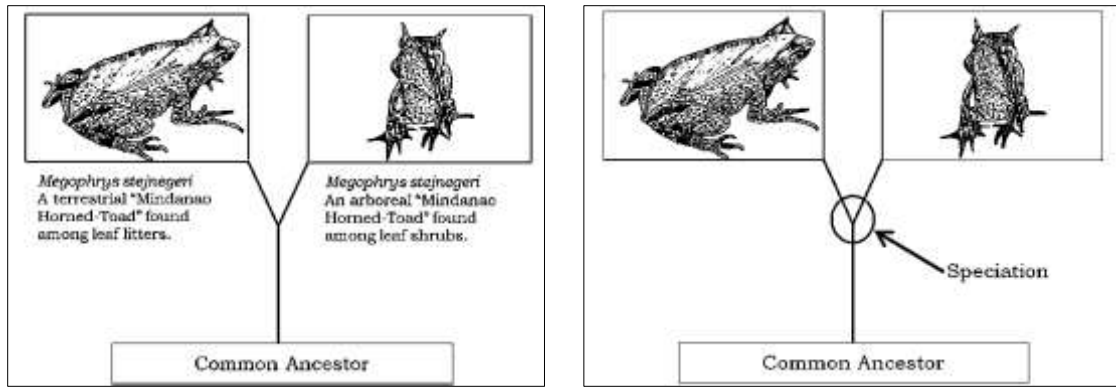 Megophrys stejnegeri
A terrestrial "Mindanao
Horned-Toad" found
among leaf litters.
Megophrys stejnegeri
An arboreal "Mindanao
Horned-Toad" found
among leaf shrubs.
Common Ancestor
Speciation
Common Ancestor